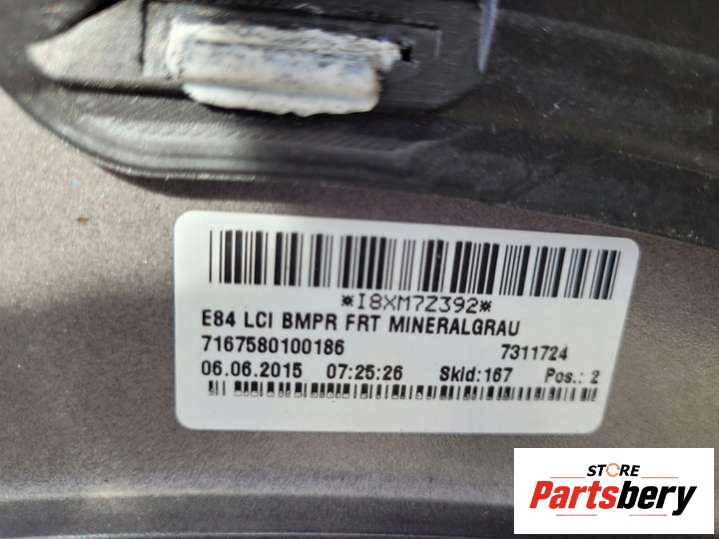 *I8XM7Z392*
E84 LCI BMPR FRT MINERALGRAU
7167580100186 7311724
06.06.2015 07:25:26 Skid:167 Pos.: 2
STORE
Partsbery